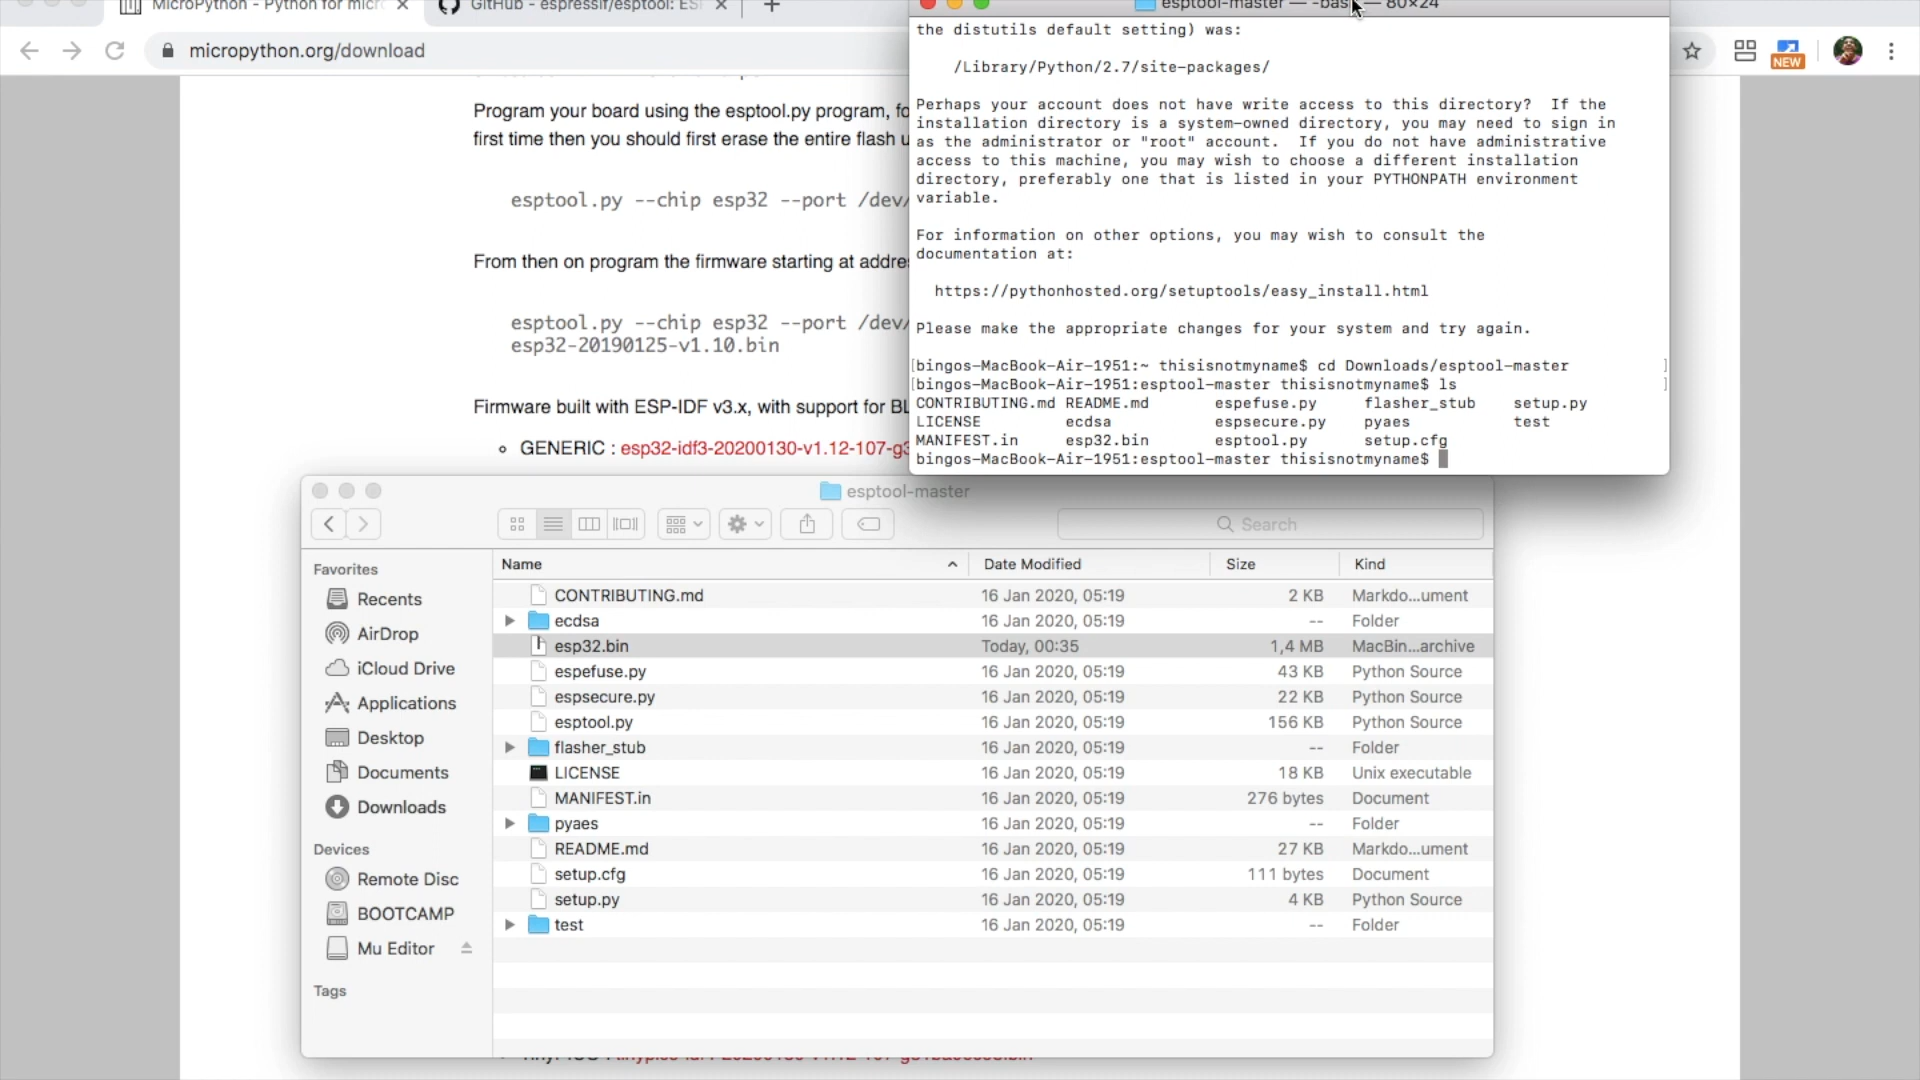 MicroPython - Python for micr
GitHub - espressif/esptool: ES
esptool-master — -bas — 80×24
micropython.org/download
NEW
Program your board using the esptool.py program, fo
first time then you should first erase the entire flash u
esptool.py --chip esp32 --port /dev/
From then on program the firmware starting at addre
esptool.py --chip esp32 --port /dev/
esp32-20190125-v1.10.bin
Firmware built with ESP-IDF v3.x, with support for BL
GENERIC : esp32-idf3-20200130-v1.12-107-g3
the distutils default setting) was:
/Library/Python/2.7/site-packages/
Perhaps your account does not have write access to this directory?  If the
installation directory is a system-owned directory, you may need to sign in
as the administrator or "root" account.  If you do not have administrative
access to this machine, you may wish to choose a different installation
directory, preferably one that is listed in your PYTHONPATH environment
variable.
For information on other options, you may wish to consult the
documentation at:
https://pythonhosted.org/setuptools/easy_install.html
Please make the appropriate changes for your system and try again.
[bingos-MacBook-Air-1951:~ thisisnotmyname$ cd Downloads/esptool-master ]
[bingos-MacBook-Air-1951:esptool-master thisisnotmyname$ ls ]
CONTRIBUTING.md README.md espefuse.py flasher_stub setup.py
LICENSE ecdsa espsecure.py pyaes test
MANIFEST.in esp32.bin esptool.py setup.cfg
bingos-MacBook-Air-1951:esptool-master thisisnotmyname$
esptool-master
Search
Favorites
Recents
AirDrop
iCloud Drive
Applications
Desktop
Documents
Downloads
Devices
Remote Disc
BOOTCAMP
Mu Editor
Tags
Name Date Modified Size Kind
CONTRIBUTING.md 16 Jan 2020, 05:19 2 KB Markdo...ument
ecdsa 16 Jan 2020, 05:19 -- Folder
esp32.bin Today, 00:35 1,4 MB MacBin...archive
espefuse.py 16 Jan 2020, 05:19 43 KB Python Source
espsecure.py 16 Jan 2020, 05:19 22 KB Python Source
esptool.py 16 Jan 2020, 05:19 156 KB Python Source
flasher_stub 16 Jan 2020, 05:19 -- Folder
LICENSE 16 Jan 2020, 05:19 18 KB Unix executable
MANIFEST.in 16 Jan 2020, 05:19 276 bytes Document
pyaes 16 Jan 2020, 05:19 -- Folder
README.md 16 Jan 2020, 05:19 27 KB Markdo...ument
setup.cfg 16 Jan 2020, 05:19 111 bytes Document
setup.py 16 Jan 2020, 05:19 4 KB Python Source
test 16 Jan 2020, 05:19 -- Folder